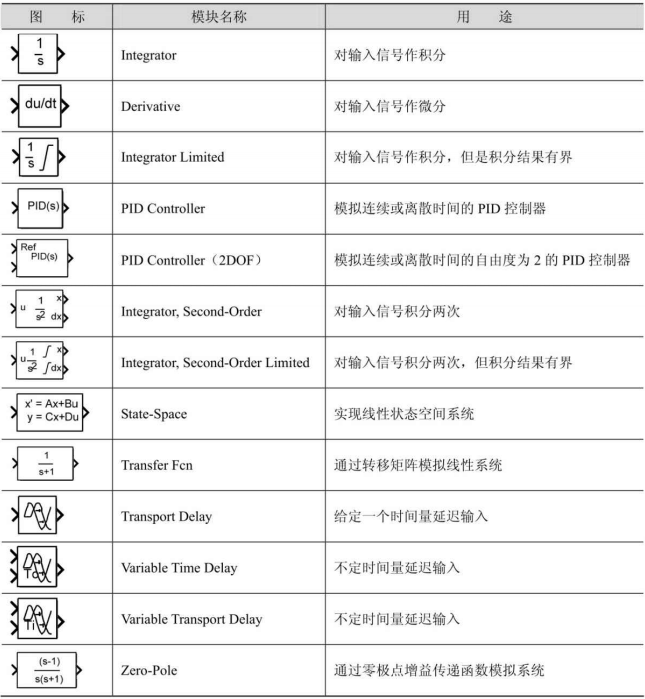 图 标 模块名称 用 途
1
s
Integrator 对输入信号作积分
du/dt Derivative 对输入信号作微分
1
s ∫
Integrator Limited 对输入信号作积分，但是积分结果有界
PID(s) PID Controller 模拟连续或离散时间的 PID 控制器
Ref
PID(s)
PID Controller（2DOF） 模拟连续或离散时间的自由度为 2 的 PID 控制器
u 1 x
s² dx
Integrator, Second-Order 对输入信号积分两次
u 1 ∫ x
s² ∫ dx
Integrator, Second-Order Limited 对输入信号积分两次，但积分结果有界
x' = Ax+Bu
y = Cx+Du
State-Space 实现线性状态空间系统
1
s+1
Transfer Fcn 通过转移矩阵模拟线性系统
Transport Delay 给定一个时间量延迟输入
To
Variable Time Delay 不定时间量延迟输入
Ti
Variable Transport Delay 不定时间量延迟输入
(s-1)
s(s+1)
Zero-Pole 通过零极点增益传递函数模拟系统